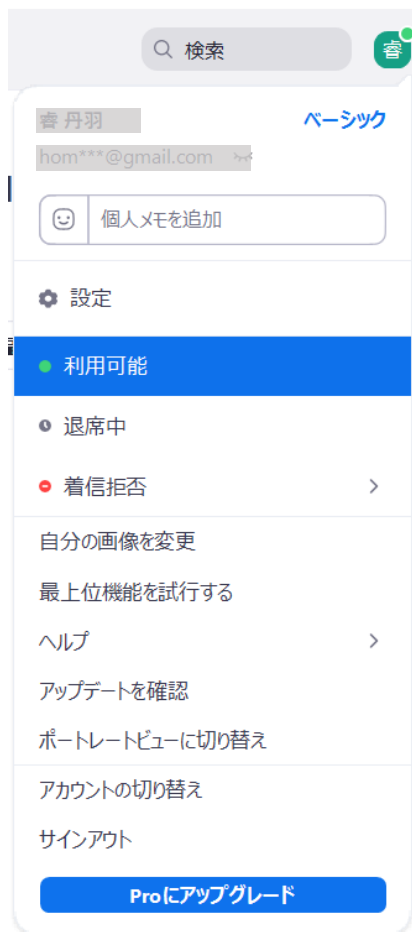 検索
睿
睿 丹羽
ベーシック
hom***@gmail.com
個人メモを追加
設定
利用可能
退席中
着信拒否
自分の画像を変更
最上位機能を試行する
ヘルプ
アップデートを確認
ポートレートビューに切り替え
アカウントの切り替え
サインアウト
Proにアップグレード